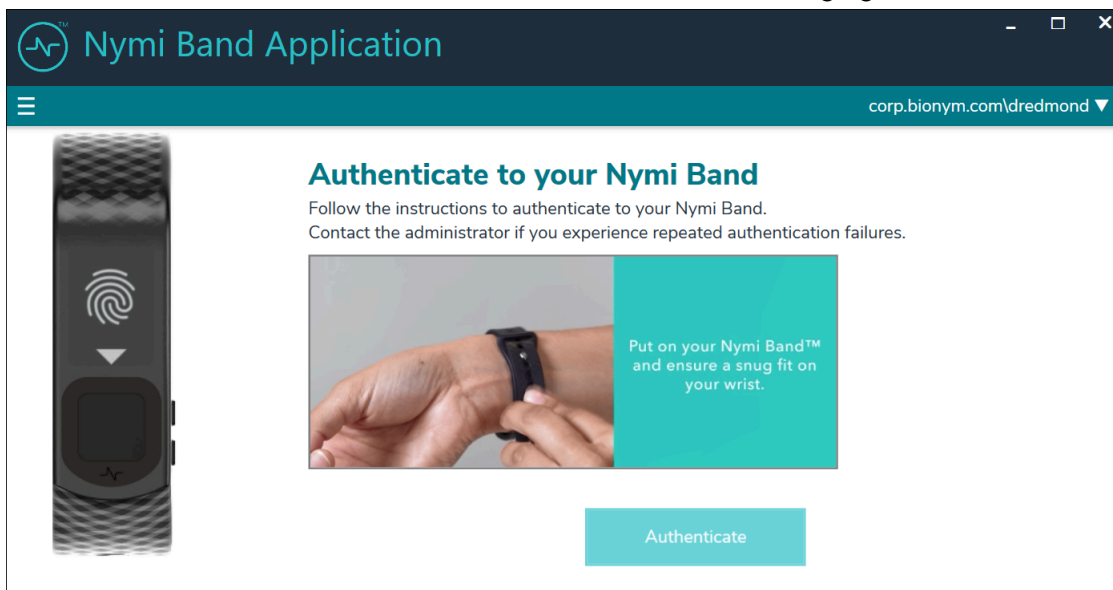 Nymi Band Application
corp.bionym.com\dredmond ▼
Authenticate to your Nymi Band
Follow the instructions to authenticate to your Nymi Band.
Contact the administrator if you experience repeated authentication failures.
Put on your Nymi Band™
and ensure a snug fit on
your wrist.
Authenticate